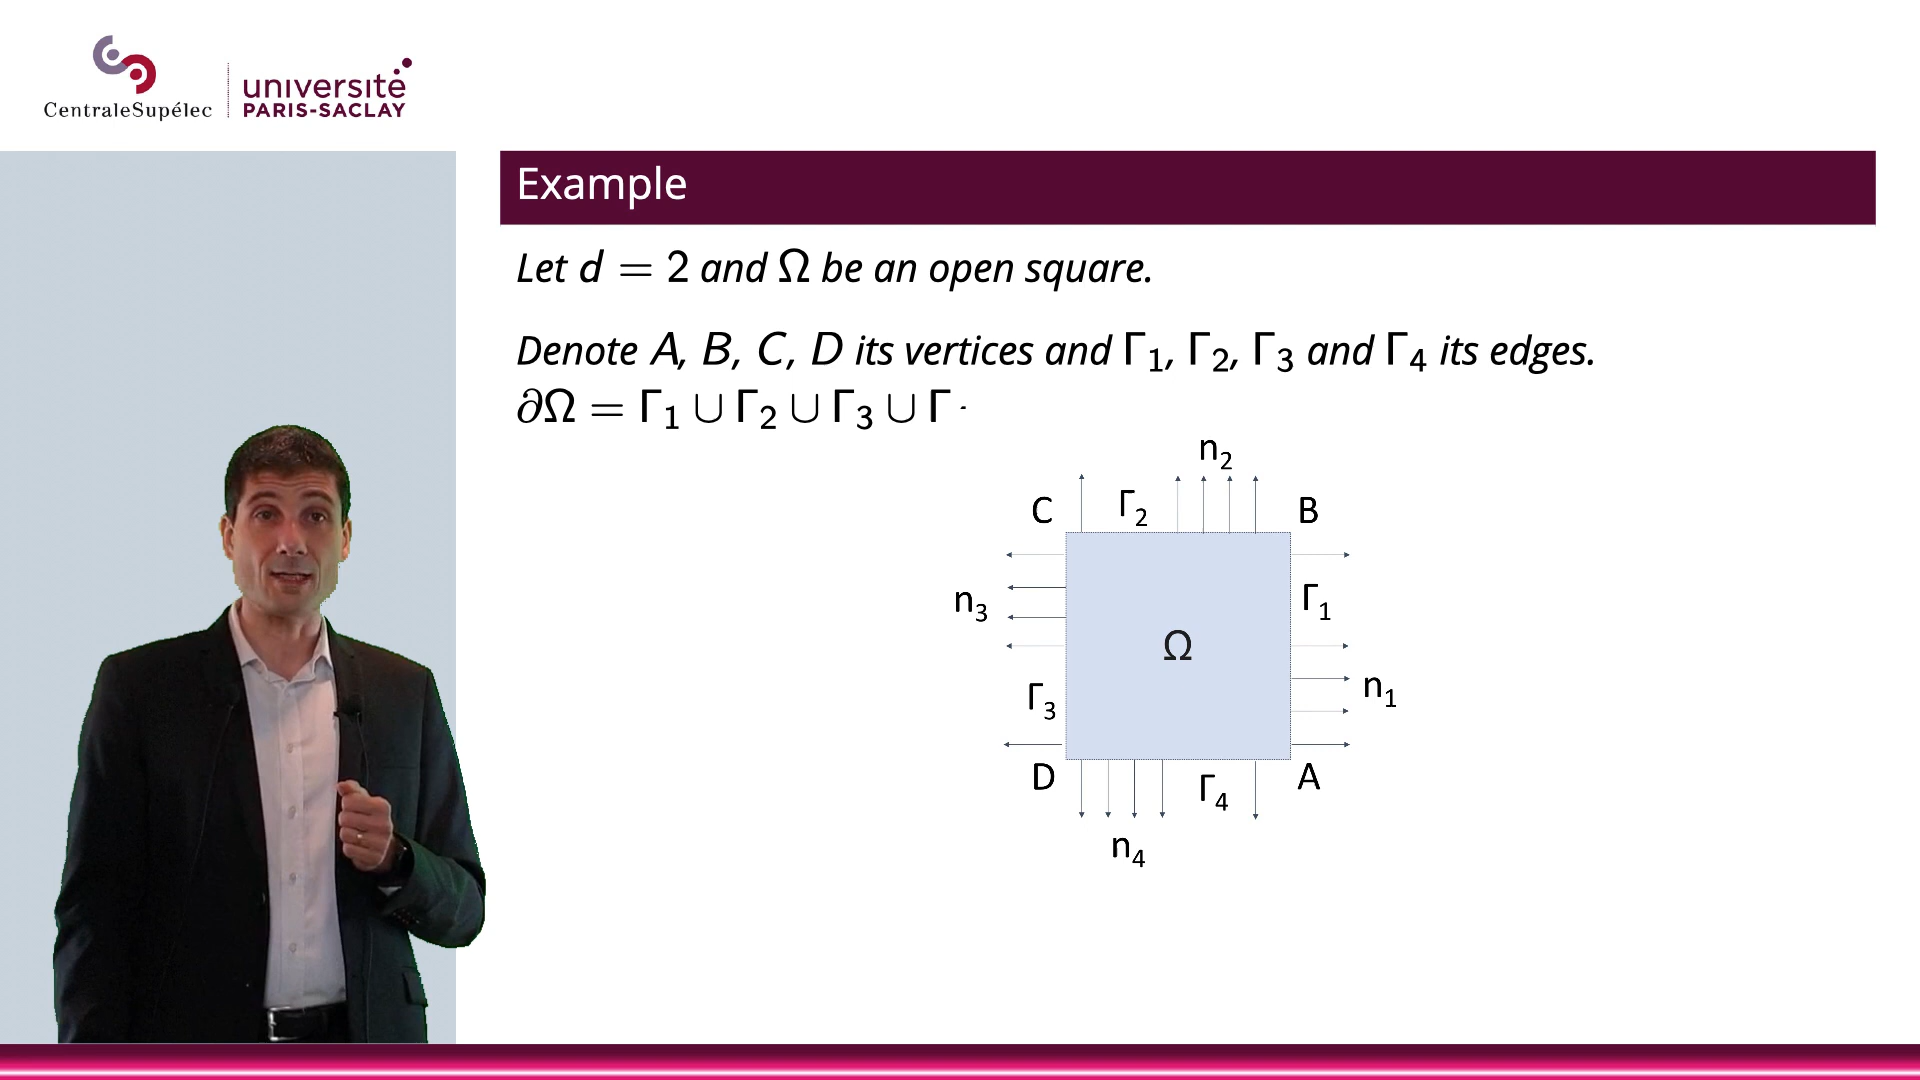 CentraleSupélec
université
PARIS-SACLAY
Example
Let d = 2 and Ω be an open square.
Denote A, B, C, D its vertices and Γ₁, Γ₂, Γ₃ and Γ₄ its edges.
∂Ω = Γ₁ ∪ Γ₂ ∪ Γ₃ ∪ Γ
n₂
C Γ₂ B
n₃ Γ₁
Ω
Γ₃ n₁
D Γ₄ A
n₄